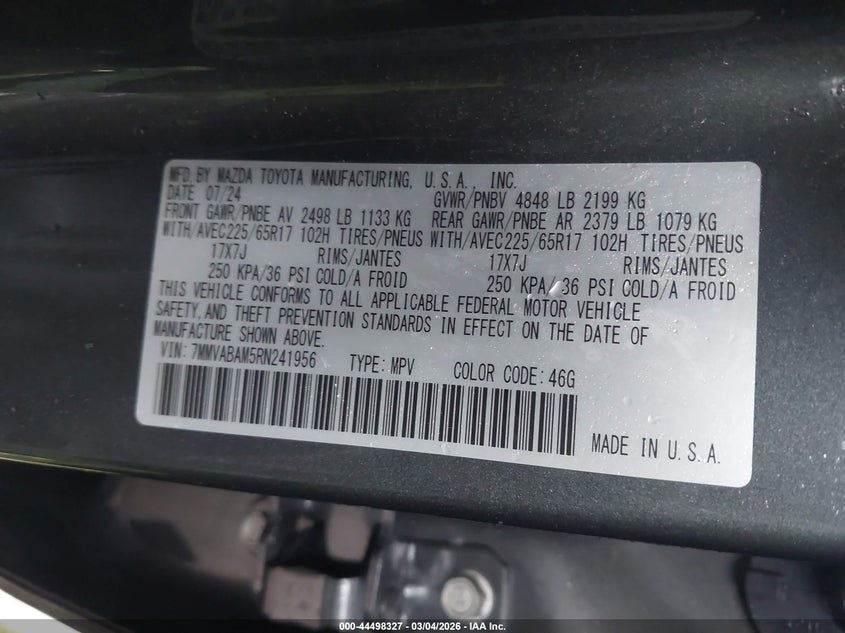 MFD. BY MAZDA TOYOTA MANUFACTURING, U.S.A., INC.
DATE 07/24 GVWR/PNBV 4848 LB 2199 KG
FRONT GAWR/PNBE AV 2498 LB 1133 KG REAR GAWR/PNBE AR 2379 LB 1079 KG
WITH/AVEC225/65R17 102H TIRES/PNEUS WITH/AVEC225/65R17 102H TIRES/PNEUS
17X7J RIMS/JANTES 17X7J RIMS/JANTES
250 KPA/36 PSI COLD/A FROID 250 KPA/36 PSI COLD/A FROID
THIS VEHICLE CONFORMS TO ALL APPLICABLE FEDERAL MOTOR VEHICLE
SAFETY, AND THEFT PREVENTION STANDARDS IN EFFECT ON THE DATE OF
MANUFACTURE SHOWN ABOVE.
VIN: 7MMVABAM5RN241956 TYPE: MPV COLOR CODE: 46G
MADE IN U.S.A.
000-44498327 - 03/04/2026 - IAA Inc.